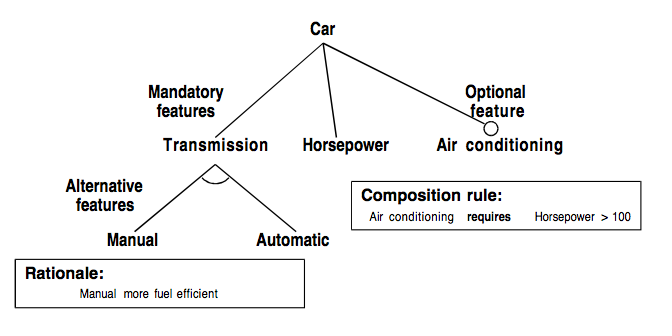 Car
Mandatory
features
Optional
feature
Transmission
Horsepower
Air conditioning
Alternative
features
Manual
Automatic
Composition rule:
Air conditioning requires Horsepower > 100
Rationale:
Manual more fuel efficient